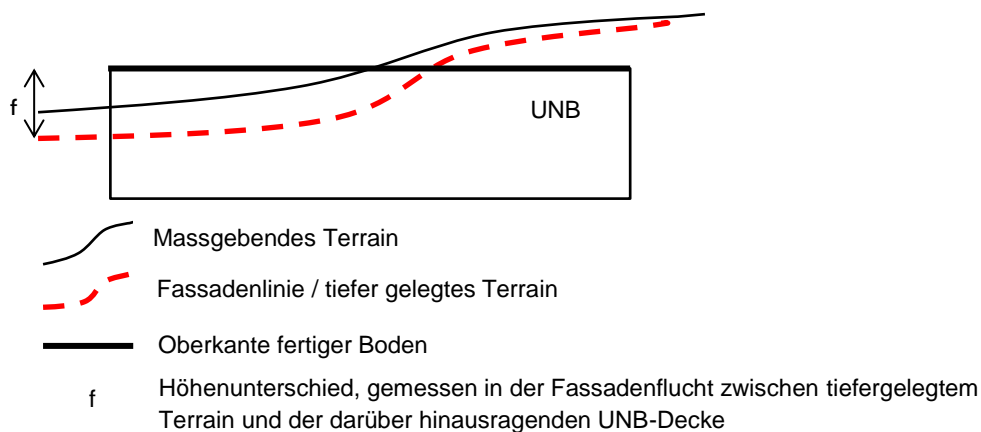 f
UNB
Massgebendes Terrain
Fassadenlinie / tiefer gelegtes Terrain
Oberkante fertiger Boden
f Höhenunterschied, gemessen in der Fassadenflucht zwischen tiefergelegtem
Terrain und der darüber hinausragenden UNB-Decke